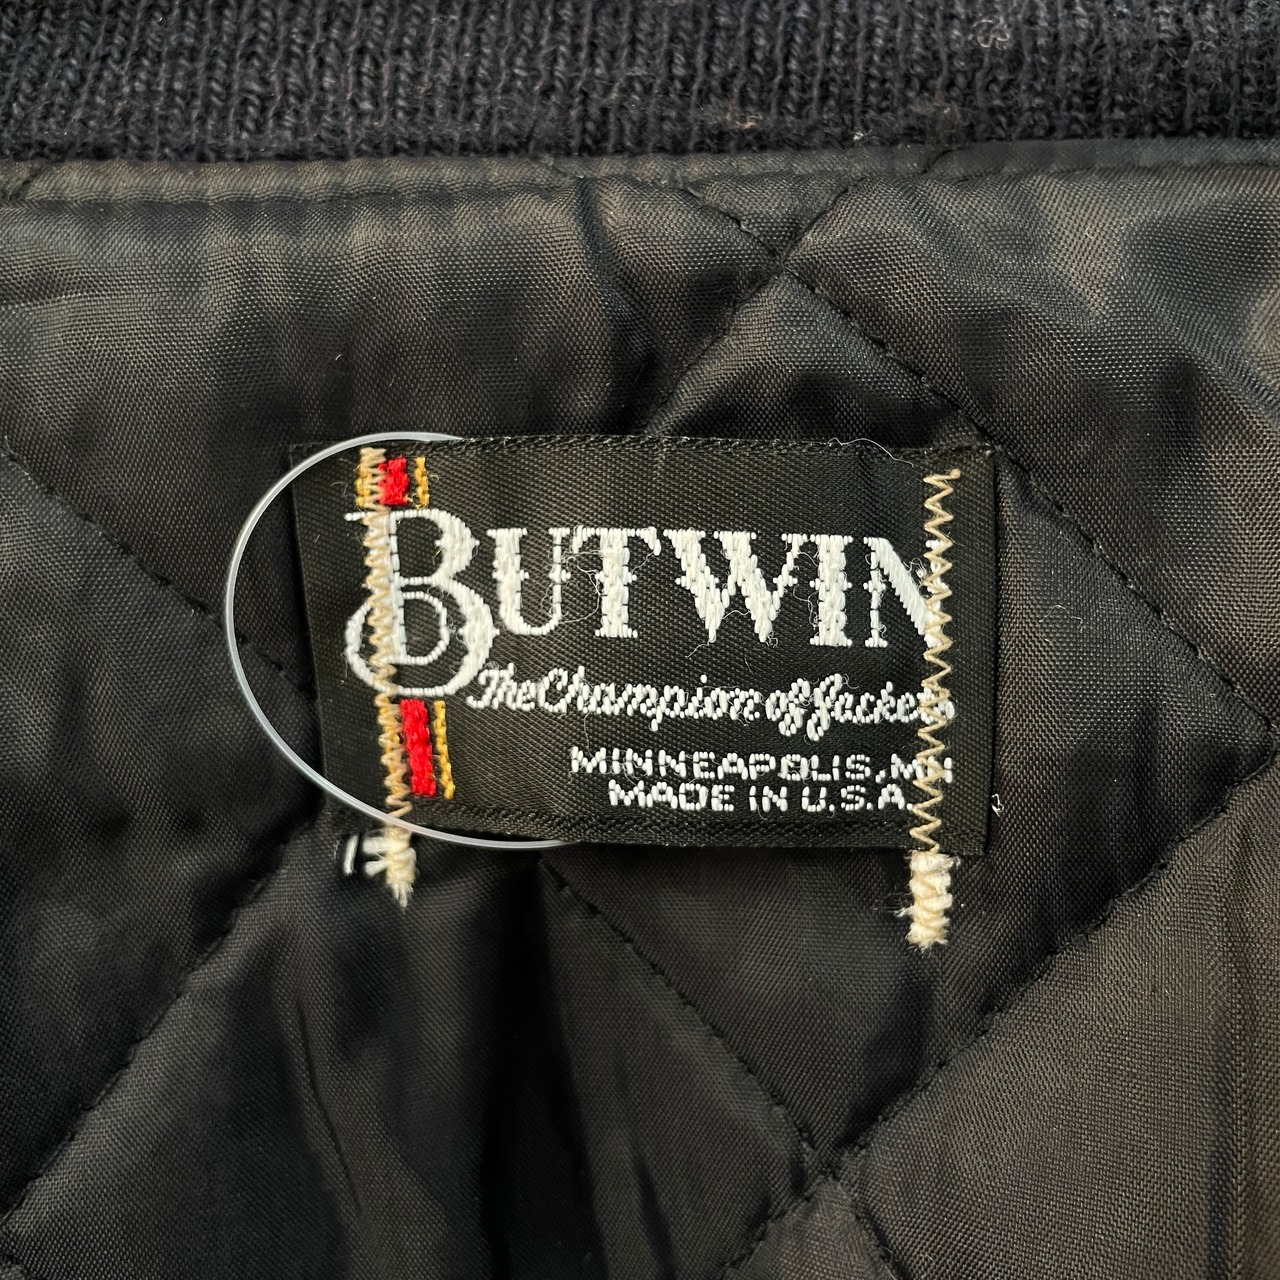 BUTWIN
The Champion of Jackets
MINNEAPOLIS, MN
MADE IN U.S.A.